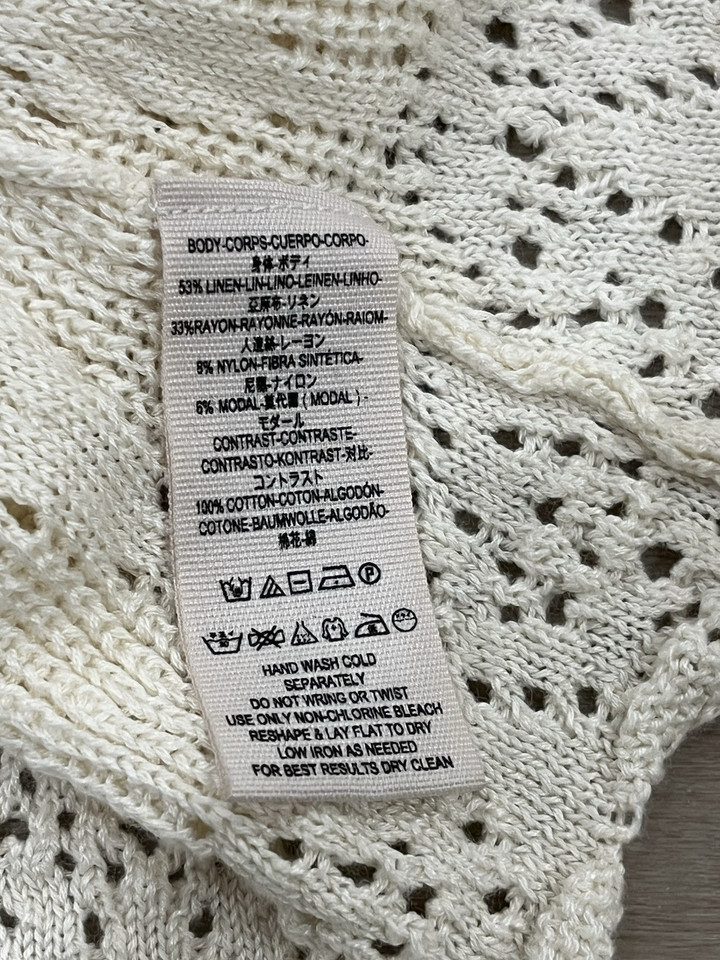 BODY-CORPS-CUERPO-CORPO-
身体-ボディ
53% LINEN-LIN-LINO-LEINEN-LINHO-
亞麻布-リネン
33%RAYON-RAYONNE-RAYÓN-RAIOM-
人造絲-レーヨン
8% NYLON-FIBRA SINTÉTICA-
尼龍-ナイロン
6% MODAL-莫代爾 ( MODAL ) -
モダール
CONTRAST-CONTRASTE-
CONTRASTO-KONTRAST-对比-
コントラスト
100% COTTON-COTON-ALGODÓN-
COTONE-BAUMWOLLE-ALGODÃO-
棉花-綿
P
HAND WASH COLD
SEPARATELY
DO NOT WRING OR TWIST
USE ONLY NON-CHLORINE BLEACH
RESHAPE & LAY FLAT TO DRY
LOW IRON AS NEEDED
FOR BEST RESULTS DRY CLEAN